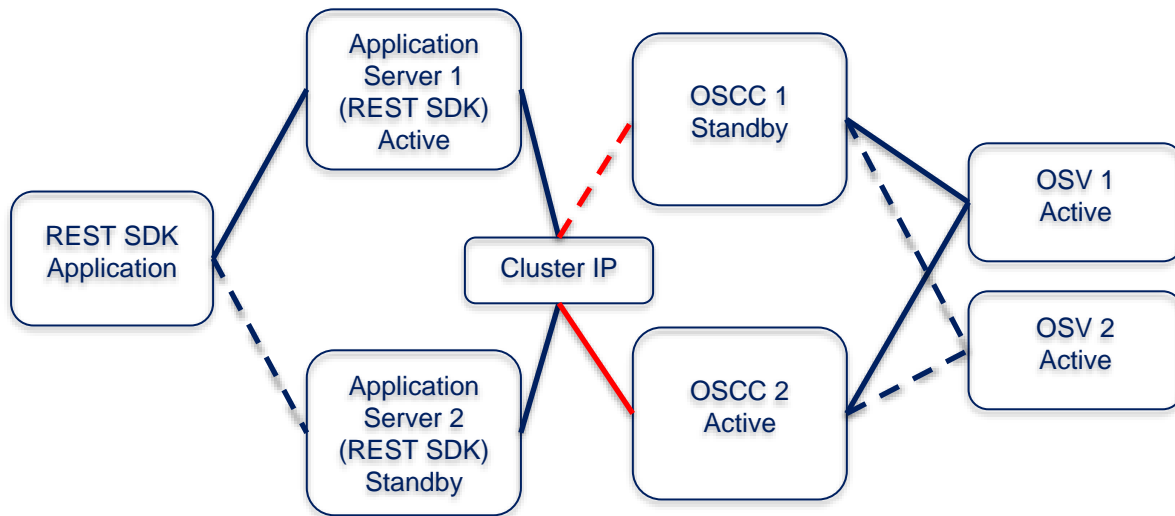 REST SDK
Application
Application
Server 1
(REST SDK)
Active
Application
Server 2
(REST SDK)
Standby
Cluster IP
OSCC 1
Standby
OSCC 2
Active
OSV 1
Active
OSV 2
Active